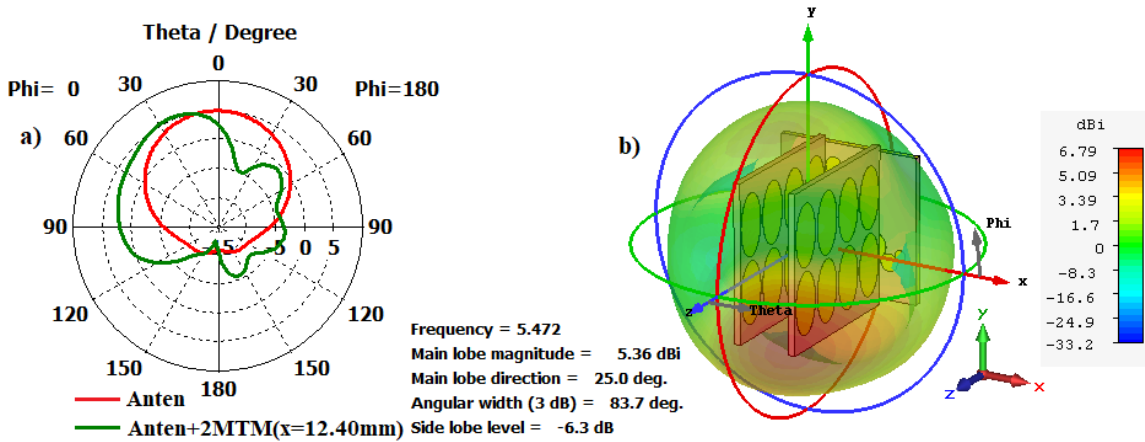 Theta / Degree
Phi= 0
Phi=180
a)
0
30
30
60
60
90
90
-15
-5
0
5
120
120
150
150
180
Anten
Anten+2MTM(x=12.40mm)
Frequency = 5.472
Main lobe magnitude = 5.36 dBi
Main lobe direction = 25.0 deg.
Angular width (3 dB) = 83.7 deg.
Side lobe level = -6.3 dB
b)
y
Phi
x
z
Theta
y
x
z
dBi
6.79
5.09
3.39
1.7
0
-8.3
-16.6
-24.9
-33.2